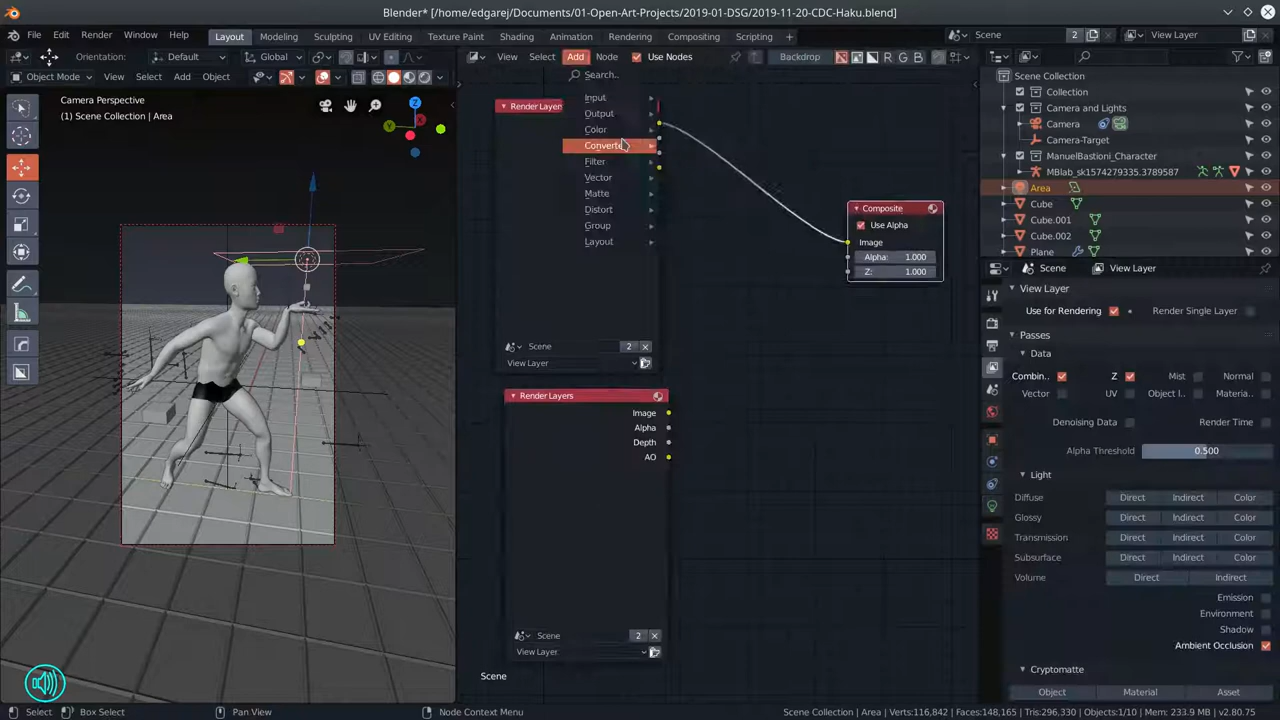 Blender* [/home/edgarej/Documents/01-Open-Art-Projects/2019-01-DSG/2019-11-20-CDC-Haku.blend]
File Edit Render Window Help Layout Modeling Sculpting UV Editing Texture Paint Shading Animation Rendering Compositing Scripting + Scene 2 View Layer
Orientation: Default Global View Select Add Node Use Nodes Backdrop R G B
Object Mode View Select Add Object
Camera Perspective
(1) Scene Collection | Area
Z
Y
Search..
Input
Output
Color
Converte
Filter
Vector
Matte
Distort
Group
Layout
Render Layer
Scene 2
View Layer
Render Layers
Image
Alpha
Depth
AO
Scene 2
View Layer
Scene
Composite
Use Alpha
Image
Alpha: 1.000
Z: 1.000
Scene Collection
Collection
Camera and Lights
Camera
Camera-Target
ManuelBastioni_Character
MBlab_sk1574279335.3789587
Area
Cube
Cube.001
Cube.002
Plane
Scene View Layer
View Layer
Use for Rendering Render Single Layer
Passes
Data
Combin.. Z Mist Normal
Vector UV Object I.. Materia..
Denoising Data Render Time
Alpha Threshold 0.500
Light
Diffuse Direct Indirect Color
Glossy Direct Indirect Color
Transmission Direct Indirect Color
Subsurface Direct Indirect Color
Volume Direct Indirect
Emission
Environment
Shadow
Ambient Occlusion
Cryptomatte
Object Material Asset
Select Box Select Pan View Node Context Menu Scene Collection | Area | Verts:116,842 | Faces:148,165 | Tris:296,330 | Objects:1/10 | Mem: 233.9 MB | v2.80.75